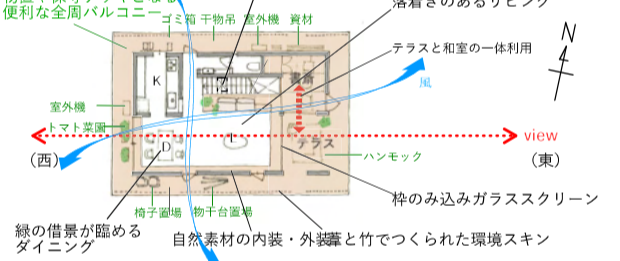 便利な全周バルコニー
ゴミ箱 干物吊 室外機 資材
落着きのあるリビング
テラスと和室の一体利用
N
K
書斎
風
室外機
トマト菜園
view
(西)
D
L
テラス
(東)
ハンモック
枠のみ込みガラススクリーン
椅子置場
物干台置場
緑の借景が臨める
ダイニング
自然素材の内装・外装
葦と竹でつくられた環境スキン